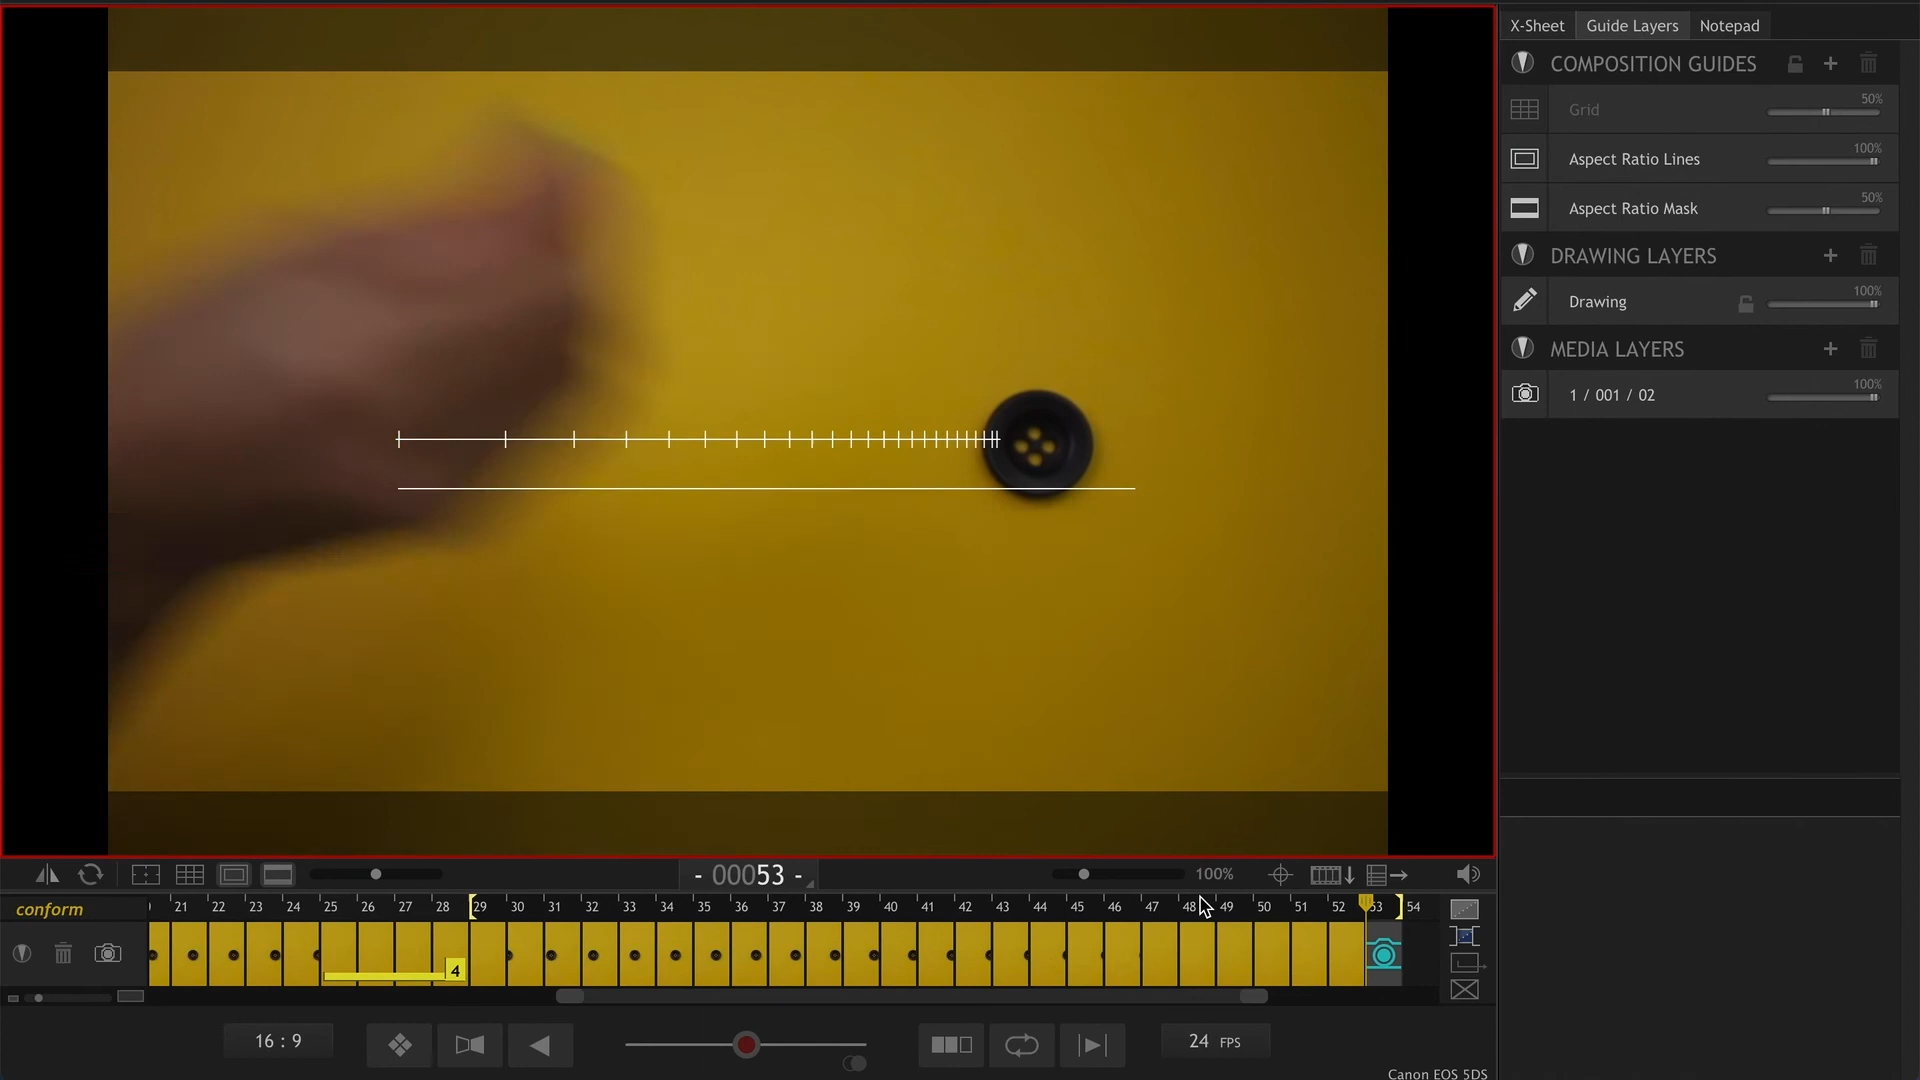 X-Sheet Guide Layers Notepad
COMPOSITION GUIDES
Grid 50%
Aspect Ratio Lines 100%
Aspect Ratio Mask 50%
DRAWING LAYERS
Drawing 100%
MEDIA LAYERS
1 / 001 / 02 100%
- 00053 - 100%
conform 21 22 23 24 25 26 27 28 29 30 31 32 33 34 35 36 37 38 39 40 41 42 43 44 45 46 47 48 49 50 51 52 53 54
4
16 : 9 24 FPS
Canon EOS 5DS